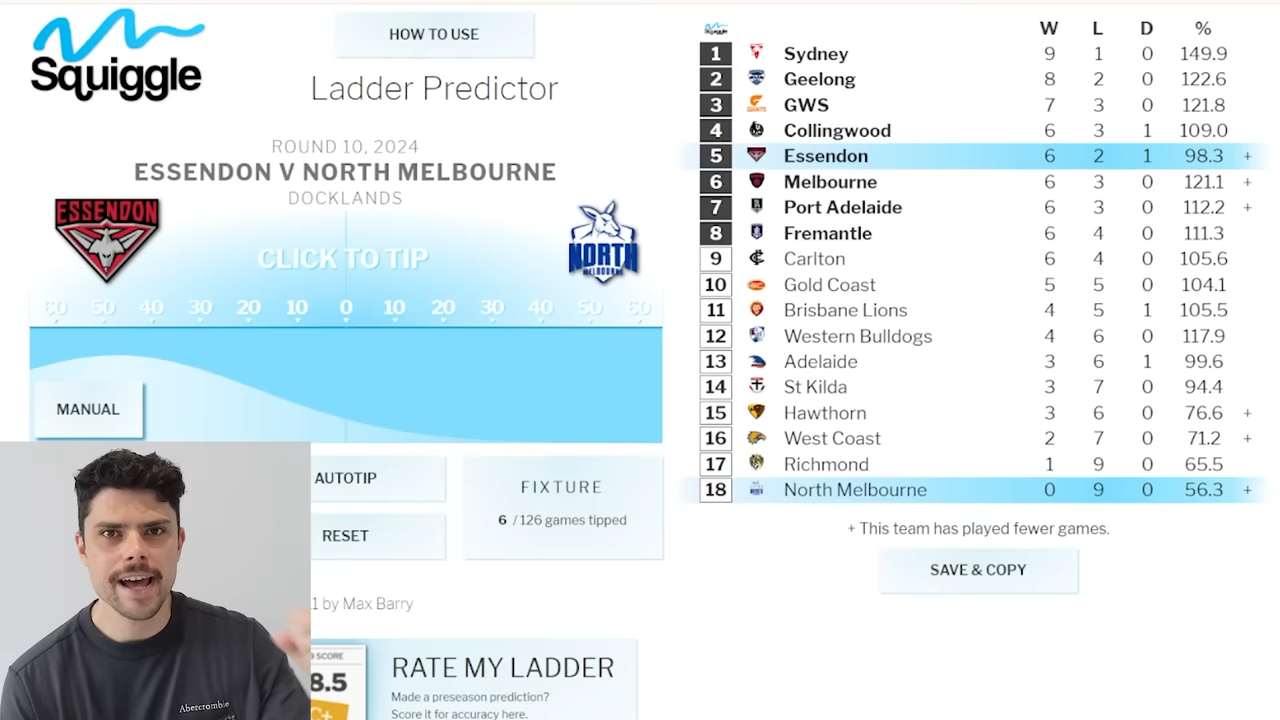 Squiggle
HOW TO USE
Ladder Predictor
ROUND 10, 2024
ESSENDON V NORTH MELBOURNE
DOCKLANDS
ESSENDON
NORTH
MELBOURNE
CLICK TO TIP
60 50 40 30 20 10 0 10 20 30 40 50 60
MANUAL
AUTOTIP
RESET
FIXTURE
6 / 126 games tipped
1 by Max Barry
SCORE
8.5
C+
RATE MY LADDER
Made a preseason prediction?
Score it for accuracy here.
Abercrombie
Squiggle W L D %
1 Sydney 9 1 0 149.9
2 Geelong 8 2 0 122.6
3 GWS 7 3 0 121.8
4 Collingwood 6 3 1 109.0
5 Essendon 6 2 1 98.3 +
6 Melbourne 6 3 0 121.1 +
7 Port Adelaide 6 3 0 112.2 +
8 Fremantle 6 4 0 111.3
9 Carlton 6 4 0 105.6
10 Gold Coast 5 5 0 104.1
11 Brisbane Lions 4 5 1 105.5
12 Western Bulldogs 4 6 0 117.9
13 Adelaide 3 6 1 99.6
14 St Kilda 3 7 0 94.4
15 Hawthorn 3 6 0 76.6 +
16 West Coast 2 7 0 71.2 +
17 Richmond 1 9 0 65.5
18 North Melbourne 0 9 0 56.3 +
+ This team has played fewer games.
SAVE & COPY